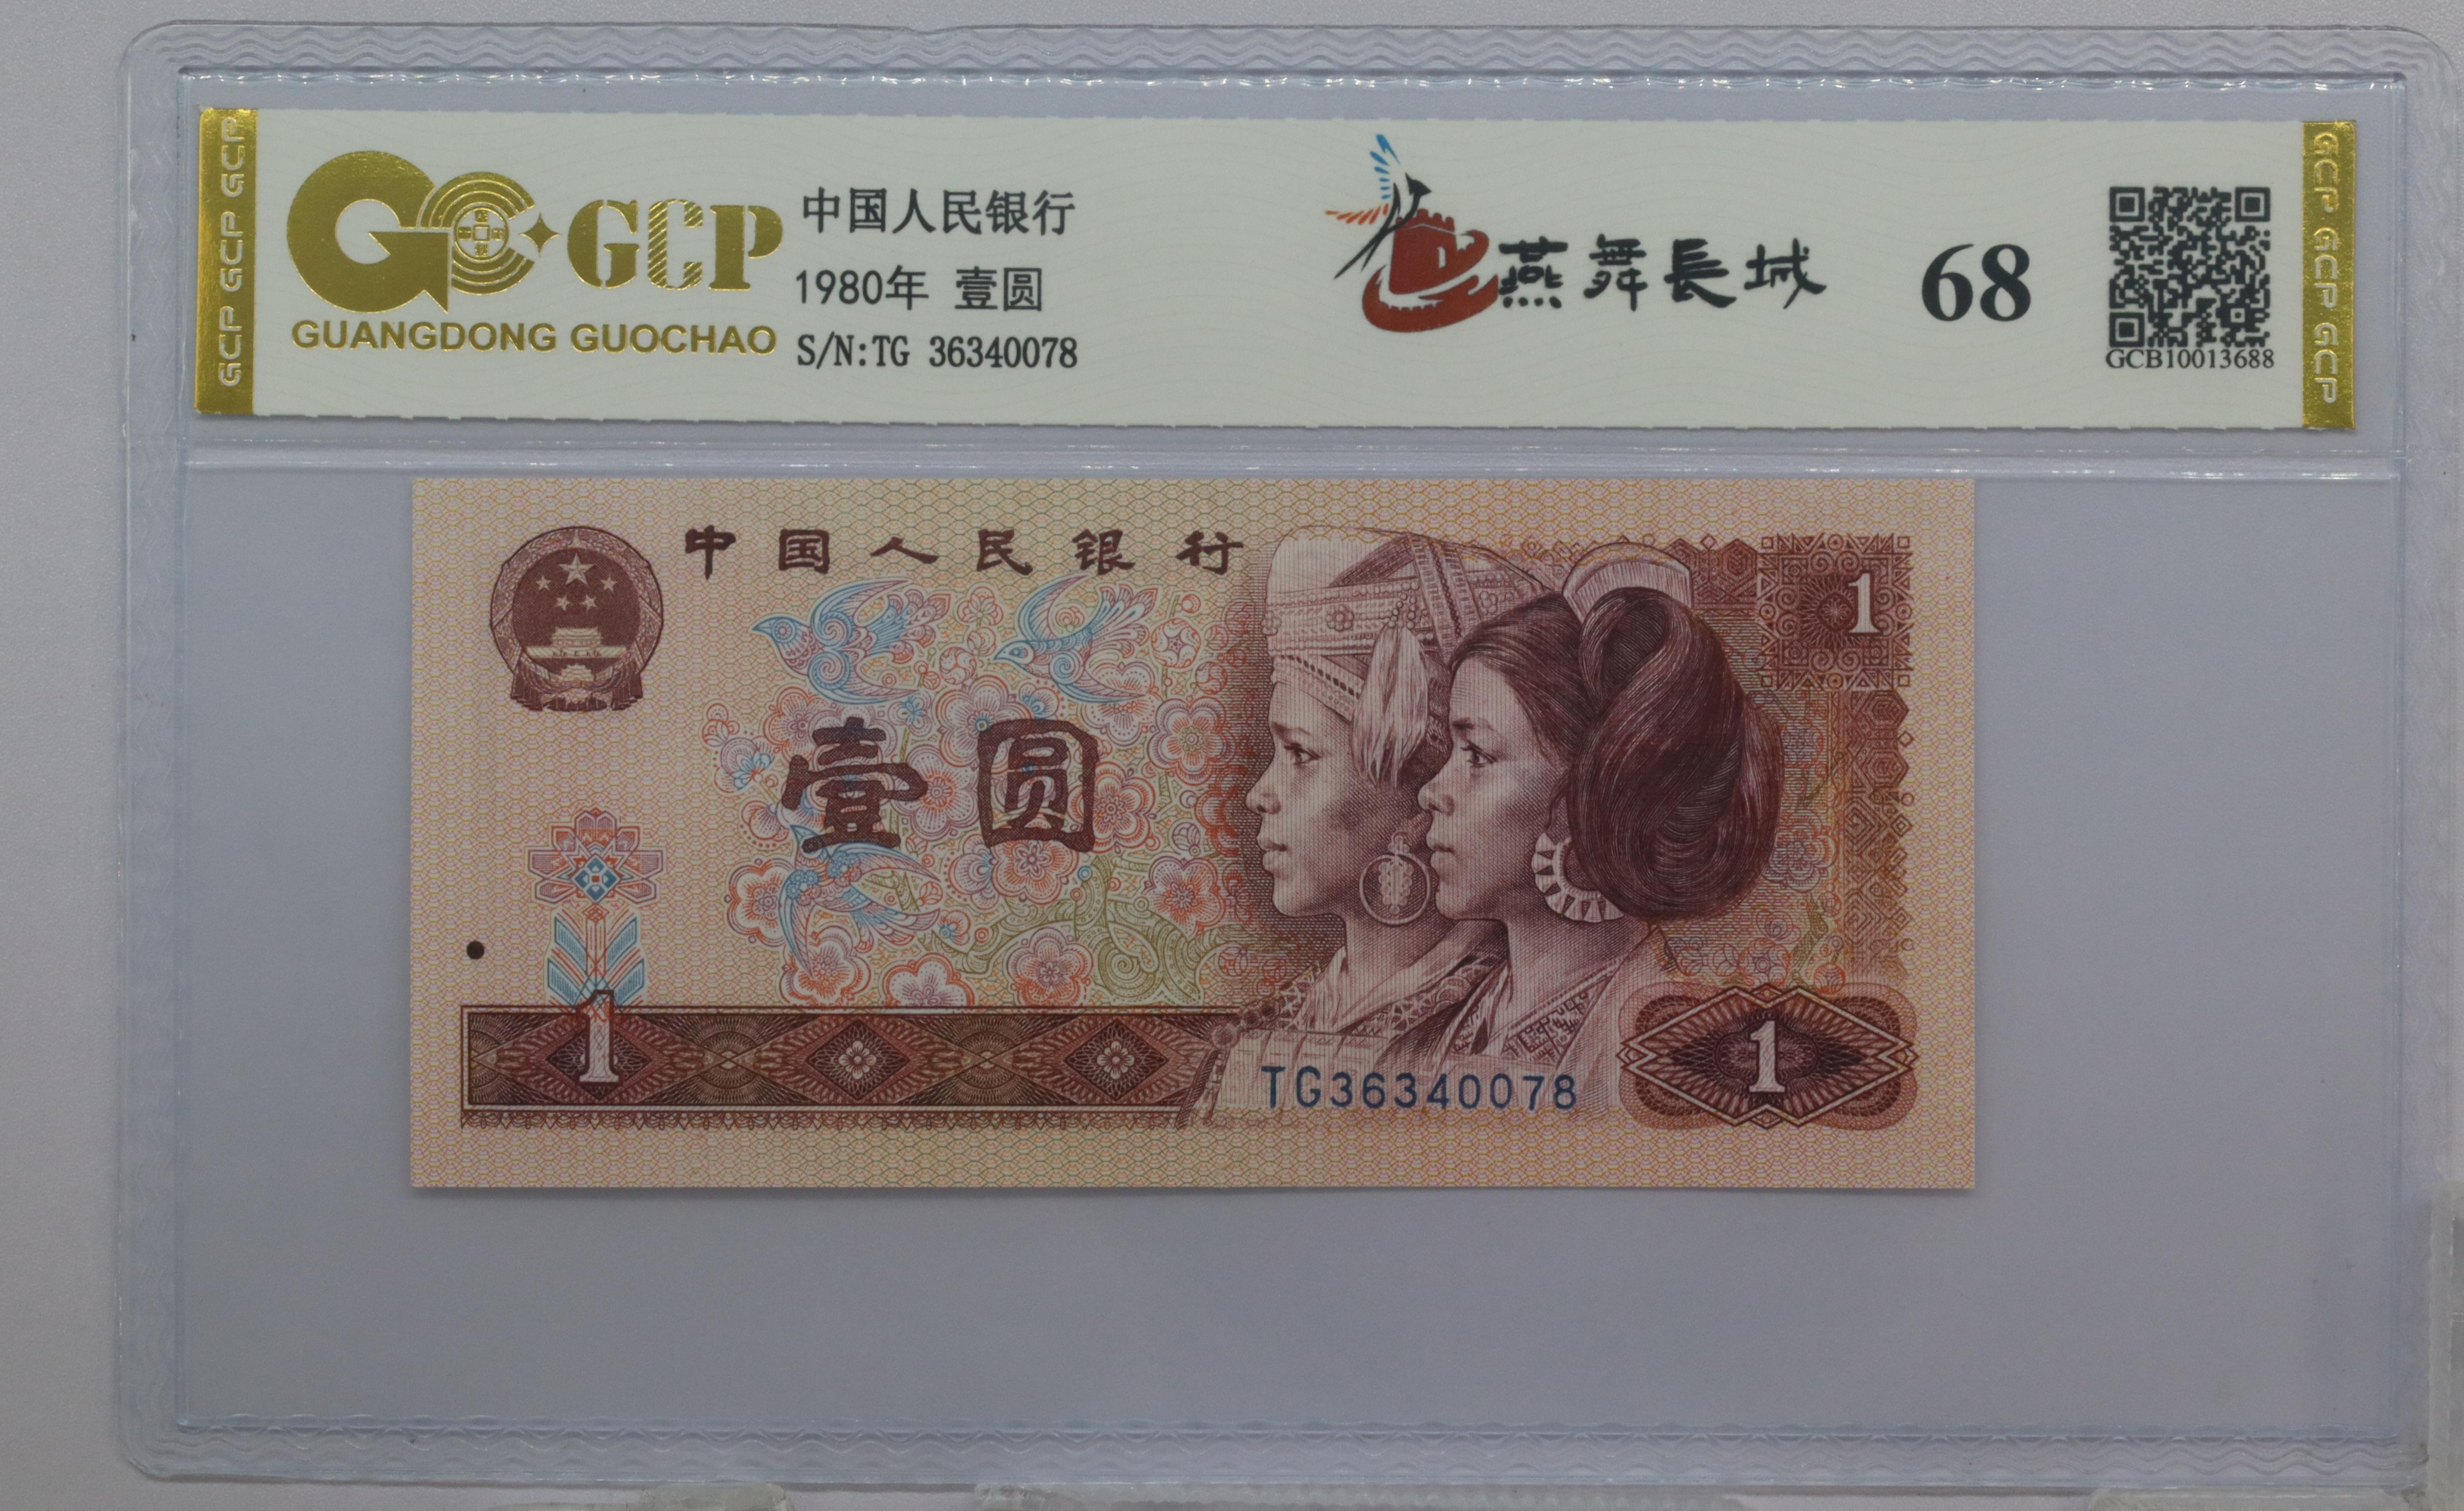 GCP GCP GCP
GCP
GUANGDONG GUOCHAO
中国人民银行
1980年 壹圆
S/N:TG 36340078
燕舞長城
68
GCB10013688
GCP GCP GCP
中国人民银行
壹圆
1
1
TG36340078
1